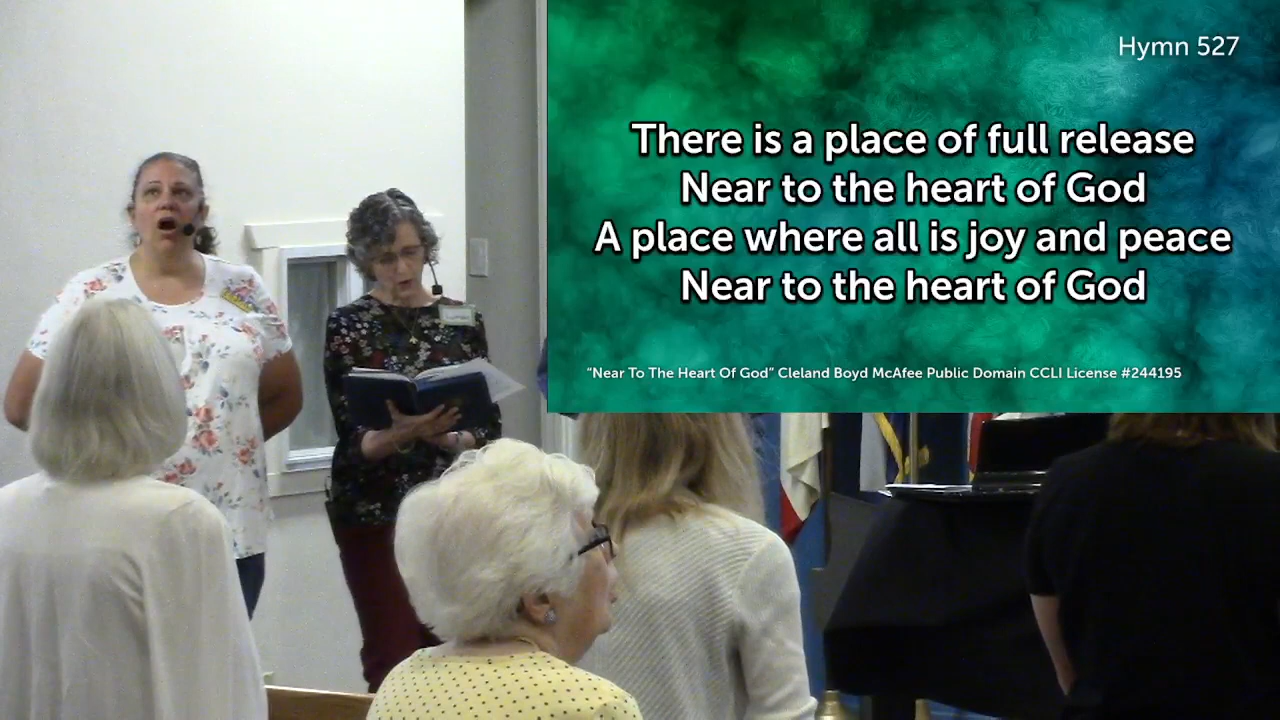 Hymn 527
There is a place of full release
Near to the heart of God
A place where all is joy and peace
Near to the heart of God
"Near To The Heart Of God" Cleland Boyd McAfee Public Domain CCLI License #244195